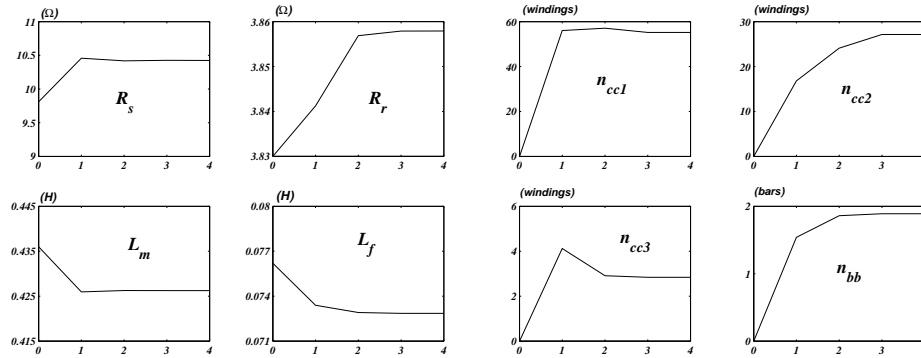 (Ω)
11
10.5
10
9.5
9
0 1 2 3 4
R_s
(Ω)
3.86
3.85
3.84
3.83
0 1 2 3 4
R_r
(windings)
60
40
20
0
0 1 2 3 4
n_cc1
(windings)
30
20
10
0
0 1 2 3
n_cc2
(H)
0.445
0.435
0.425
0.415
0 1 2 3 4
L_m
(H)
0.08
0.077
0.074
0.071
0 1 2 3 4
L_f
(windings)
6
4
2
0
0 1 2 3 4
n_cc3
(bars)
2
1
0
0 1 2 3
n_bb